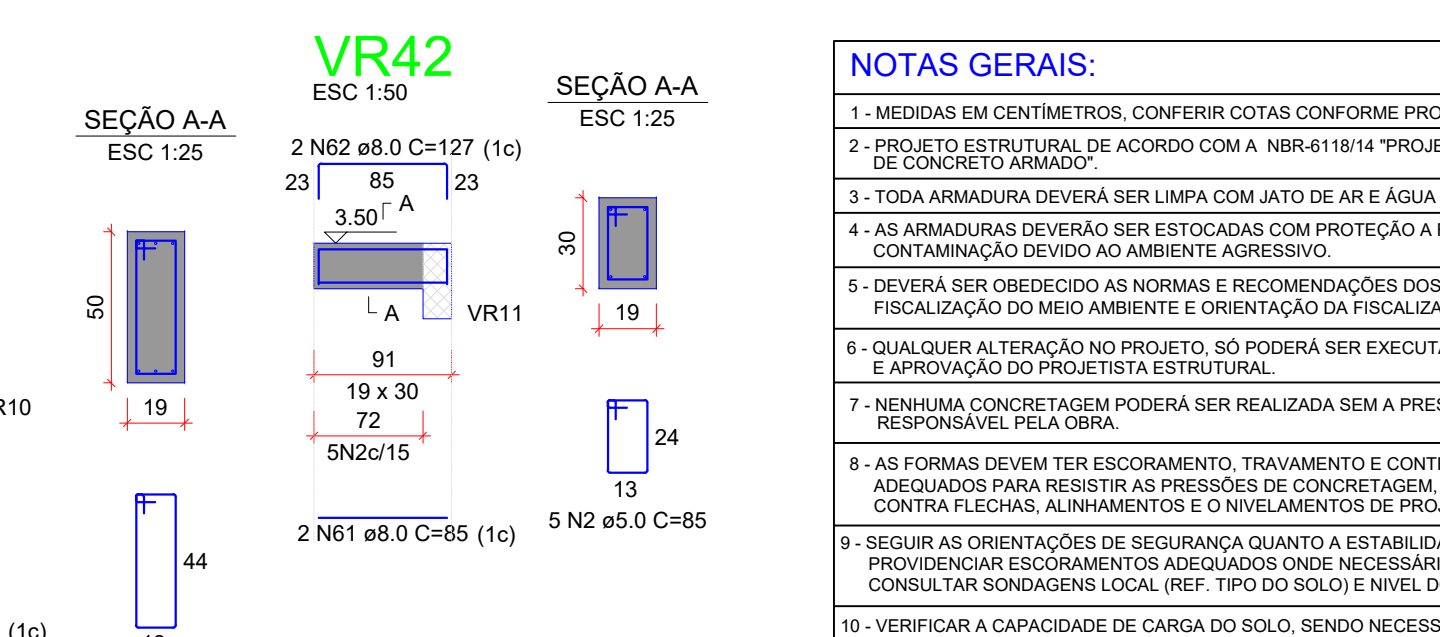 SEÇÃO A-A
ESC 1:25
50
19
44
(1c)
VR42
ESC 1:50
2 N62 ø8.0 C=127 (1c)
23
85
23
3.50
A
A
VR11
91
19 x 30
72
5N2c/15
2 N61 ø8.0 C=85 (1c)
SEÇÃO A-A
ESC 1:25
30
19
24
13
5 N2 ø5.0 C=85
NOTAS GERAIS:
1 - MEDIDAS EM CENTÍMETROS, CONFERIR COTAS CONFORME PRO
2 - PROJETO ESTRUTURAL DE ACORDO COM A NBR-6118/14 "PROJE
DE CONCRETO ARMADO".
3 - TODA ARMADURA DEVERÁ SER LIMPA COM JATO DE AR E ÁGUA
4 - AS ARMADURAS DEVERÃO SER ESTOCADAS COM PROTEÇÃO A
CONTAMINAÇÃO DEVIDO AO AMBIENTE AGRESSIVO.
5 - DEVERÁ SER OBEDECIDO AS NORMAS E RECOMENDAÇÕES DOS
FISCALIZAÇÃO DO MEIO AMBIENTE E ORIENTAÇÃO DA FISCALIZA
6 - QUALQUER ALTERAÇÃO NO PROJETO, SÓ PODERÁ SER EXECUTA
E APROVAÇÃO DO PROJETISTA ESTRUTURAL.
7 - NENHUMA CONCRETAGEM PODERÁ SER REALIZADA SEM A PRES
RESPONSÁVEL PELA OBRA.
8 - AS FORMAS DEVEM TER ESCORAMENTO, TRAVAMENTO E CONT
ADEQUADOS PARA RESISTIR AS PRESSÕES DE CONCRETAGEM,
CONTRA FLECHAS, ALINHAMENTOS E O NIVELAMENTOS DE PRO
9 - SEGUIR AS ORIENTAÇÕES DE SEGURANÇA QUANTO A ESTABILIDA
PROVIDENCIAR ESCORAMENTOS ADEQUADOS ONDE NECESSÁRI
CONSULTAR SONDAGENS LOCAL (REF. TIPO DO SOLO) E NIVEL D
10 - VERIFICAR A CAPACIDADE DE CARGA DO SOLO, SENDO NECESS